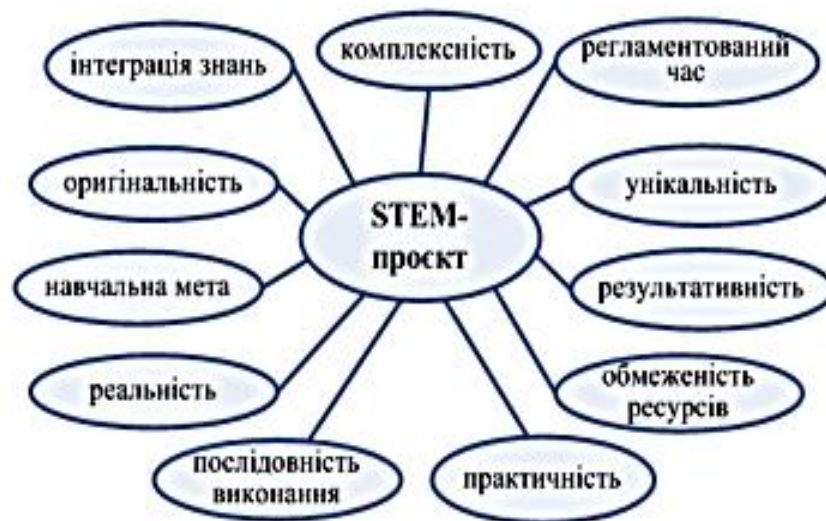 інтеграція знань
комплексність
регламентований
час
оригінальність
STEM-
проєкт
унікальність
навчальна мета
результативність
реальність
обмеженість
ресурсів
послідовність
виконання
практичність